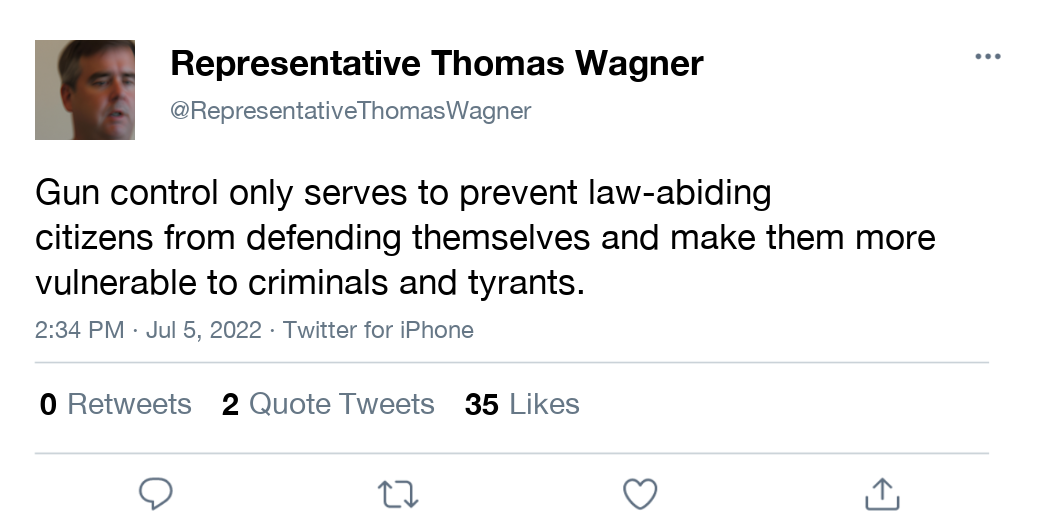 Representative Thomas Wagner
@RepresentativeThomasWagner
Gun control only serves to prevent law-abiding
citizens from defending themselves and make them more
vulnerable to criminals and tyrants.
2:34 PM · Jul 5, 2022 · Twitter for iPhone
0 Retweets 2 Quote Tweets 35 Likes